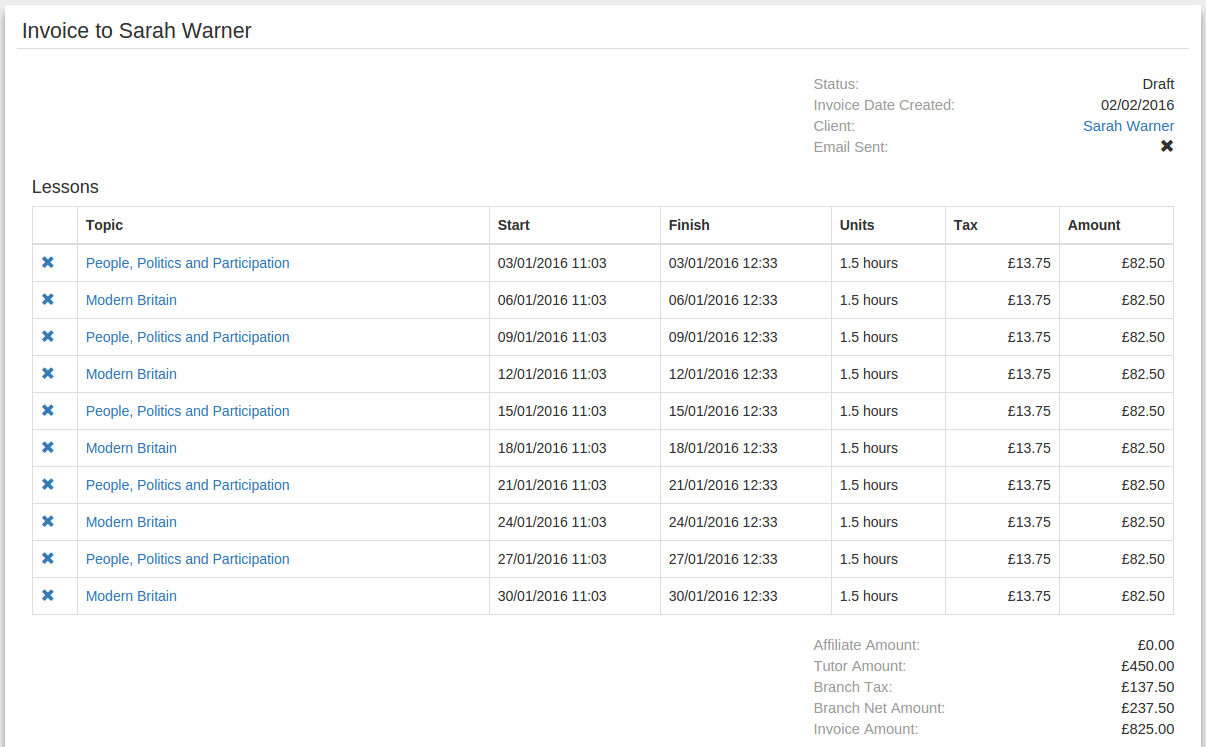 Invoice to Sarah Warner
Status: Draft
Invoice Date Created: 02/02/2016
Client: Sarah Warner
Email Sent: ✖
Lessons
Topic Start Finish Units Tax Amount
✖ People, Politics and Participation 03/01/2016 11:03 03/01/2016 12:33 1.5 hours £13.75 £82.50
✖ Modern Britain 06/01/2016 11:03 06/01/2016 12:33 1.5 hours £13.75 £82.50
✖ People, Politics and Participation 09/01/2016 11:03 09/01/2016 12:33 1.5 hours £13.75 £82.50
✖ Modern Britain 12/01/2016 11:03 12/01/2016 12:33 1.5 hours £13.75 £82.50
✖ People, Politics and Participation 15/01/2016 11:03 15/01/2016 12:33 1.5 hours £13.75 £82.50
✖ Modern Britain 18/01/2016 11:03 18/01/2016 12:33 1.5 hours £13.75 £82.50
✖ People, Politics and Participation 21/01/2016 11:03 21/01/2016 12:33 1.5 hours £13.75 £82.50
✖ Modern Britain 24/01/2016 11:03 24/01/2016 12:33 1.5 hours £13.75 £82.50
✖ People, Politics and Participation 27/01/2016 11:03 27/01/2016 12:33 1.5 hours £13.75 £82.50
✖ Modern Britain 30/01/2016 11:03 30/01/2016 12:33 1.5 hours £13.75 £82.50
Affiliate Amount: £0.00
Tutor Amount: £450.00
Branch Tax: £137.50
Branch Net Amount: £237.50
Invoice Amount: £825.00